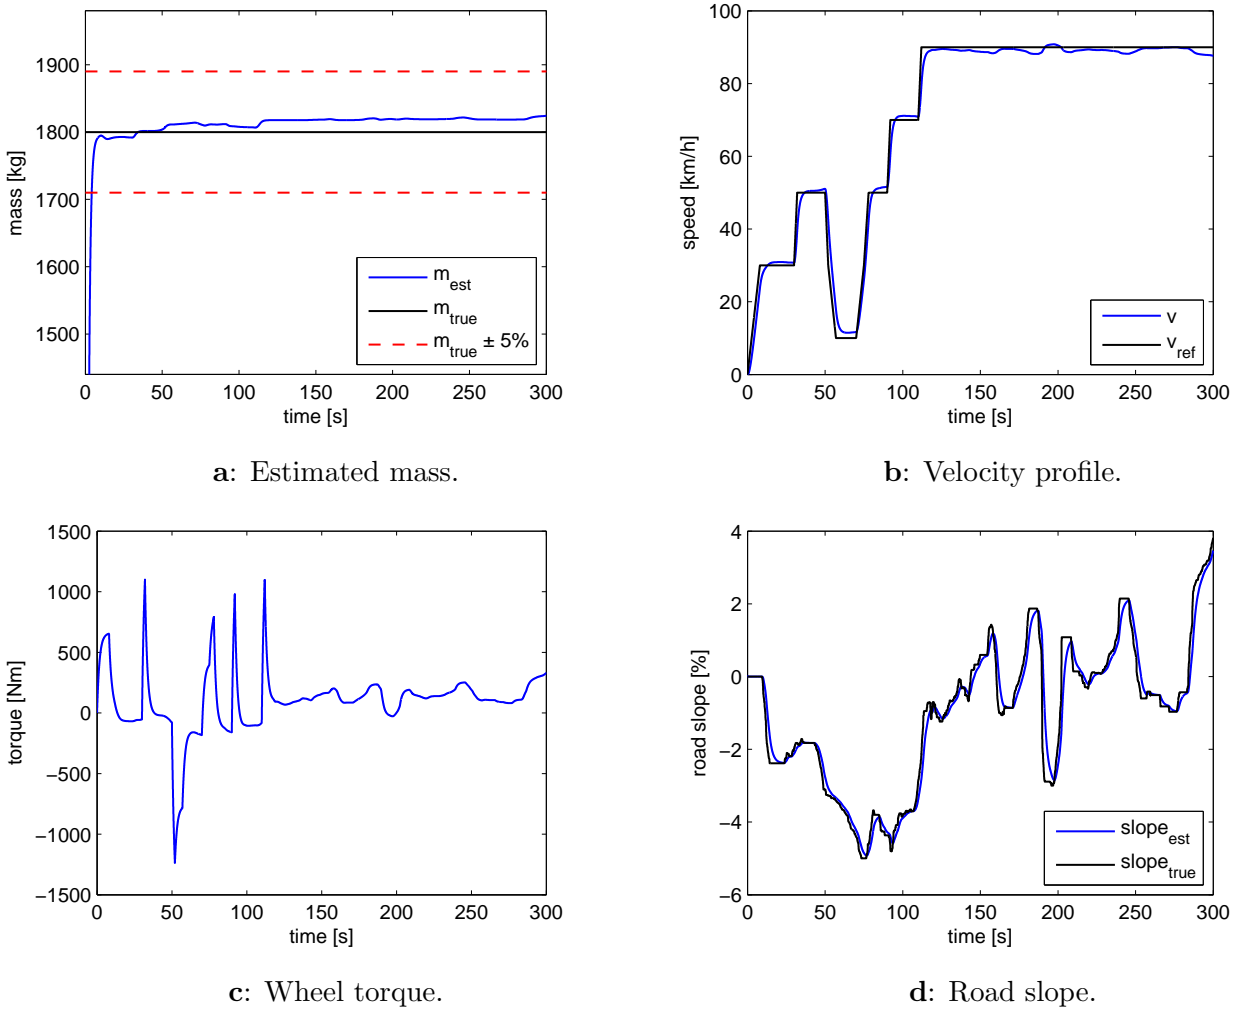 1900
1800
1700
1600
1500
mass [kg]
m_est
m_true
m_true ± 5%
0 50 100 150 200 250 300
time [s]
a: Estimated mass.
100
80
60
40
20
0
speed [km/h]
v
v_ref
0 50 100 150 200 250 300
time [s]
b: Velocity profile.
1500
1000
500
0
−500
−1000
−1500
torque [Nm]
0 50 100 150 200 250 300
time [s]
c: Wheel torque.
4
2
0
−2
−4
−6
road slope [%]
slope_est
slope_true
0 50 100 150 200 250 300
time [s]
d: Road slope.